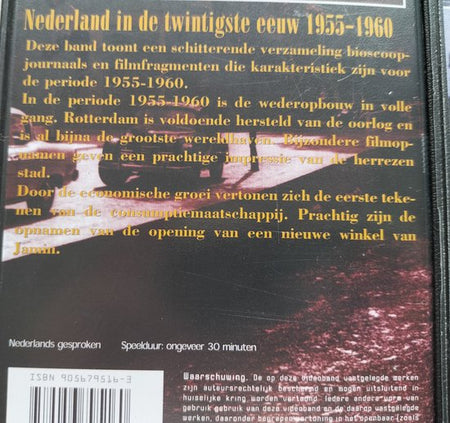 Nederland in de twintigste eeuw 1955-1960
Deze band toont een schitterende verzameling bioscoop-
journaals en filmfragmenten die karakteristiek zijn voor
de periode 1955-1960.
In de periode 1955-1960 is de wederopbouw in volle
gang. Rotterdam is voldoende hersteld van de oorlog en
is al bijna de grootste wereldhaven. Bijzondere filmop-
namen geven een prachtige impressie van de herrezen
stad.
Door de economische groei vertonen zich de eerste teke-
nen van de consumptiemaatschappij. Prachtig zijn de
opnamen van de opening van een nieuwe winkel van
Jamin.
Nederlands gesproken Speelduur: ongeveer 30 minuten
ISBN 905679516-3
Waarschuwing. De op deze videoband vastgelegde werken
zijn auteursrechtelijk beschermd en mogen uitsluitend in
huiselijke kring worden vertoond. Iedere andere vorm van
gebruik gebruik van deze videoband en de daarop vastgelegde
werken, daaronder begrepen vertoning in het openbaar (zoals